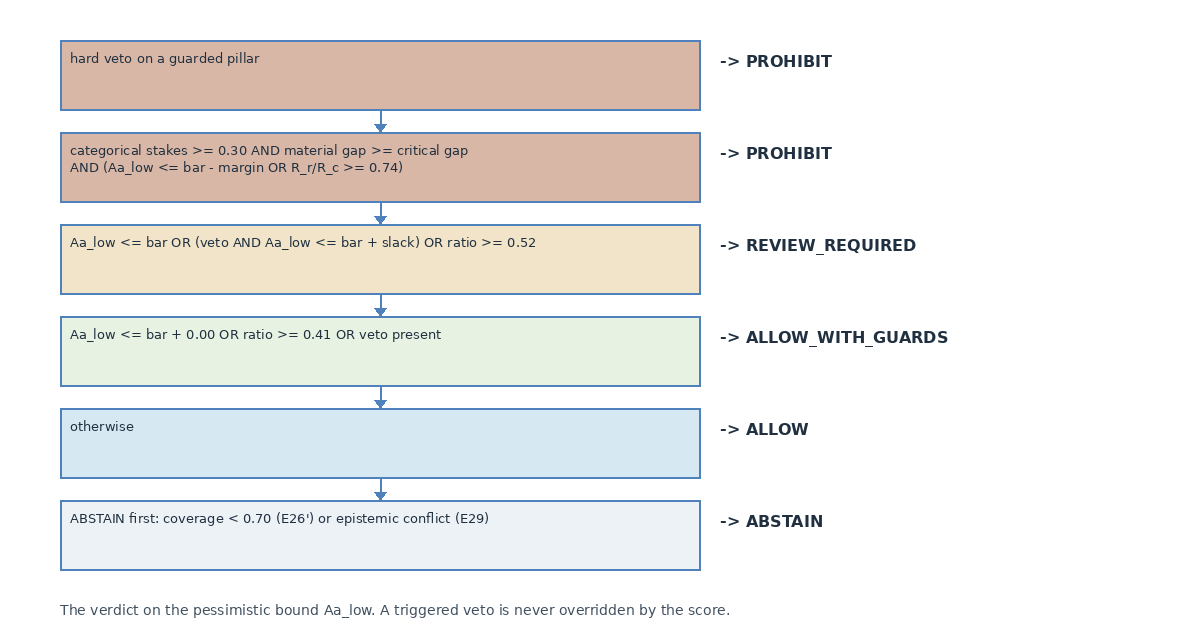 hard veto on a guarded pillar
-> PROHIBIT
categorical stakes >= 0.30 AND material gap >= critical gap
AND (Aa_low <= bar - margin OR R_r/R_c >= 0.74)
-> PROHIBIT
Aa_low <= bar OR (veto AND Aa_low <= bar + slack) OR ratio >= 0.52
-> REVIEW_REQUIRED
Aa_low <= bar + 0.00 OR ratio >= 0.41 OR veto present
-> ALLOW_WITH_GUARDS
otherwise
-> ALLOW
ABSTAIN first: coverage < 0.70 (E26') or epistemic conflict (E29)
-> ABSTAIN
The verdict on the pessimistic bound Aa_low. A triggered veto is never overridden by the score.